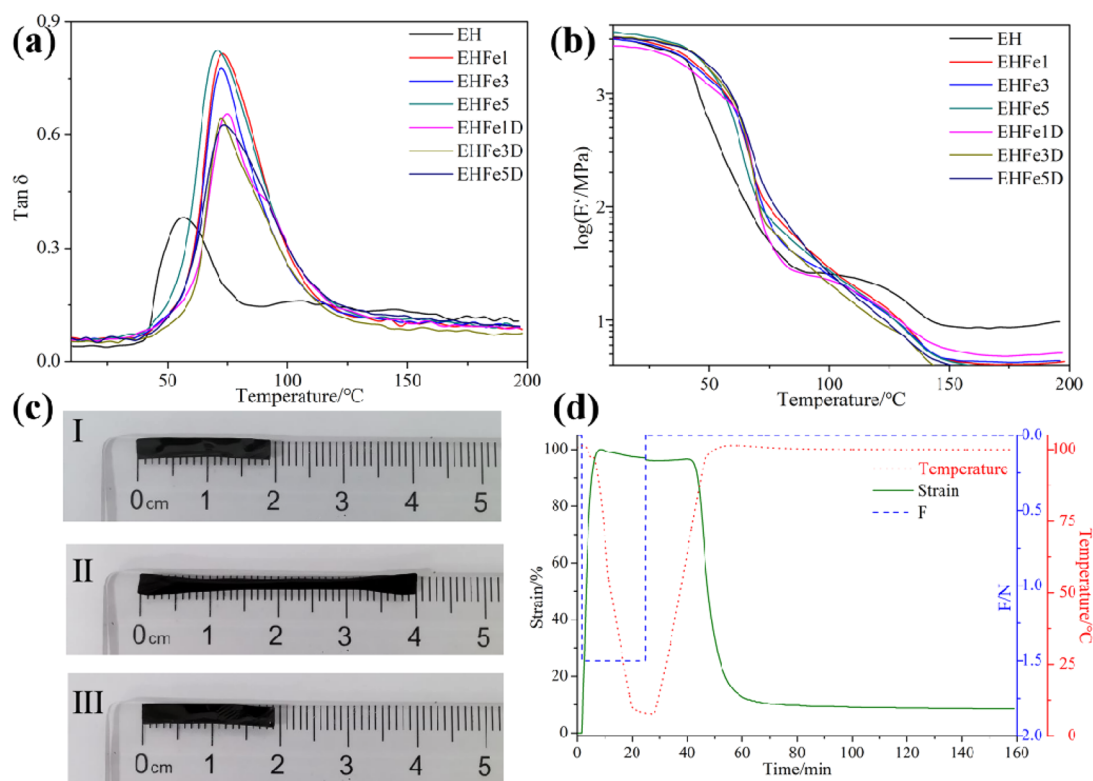 (a)
0.9
0.6
0.3
0.0
Tan δ
EH
EHFe1
EHFe3
EHFe5
EHFe1D
EHFe3D
EHFe5D
50
100
150
200
Temperature/°C
(b)
3
2
1
log(E'/MPa)
EH
EHFe1
EHFe3
EHFe5
EHFe1D
EHFe3D
EHFe5D
50
100
150
200
Temperature/°C
(c)
I
0cm 1 2 3 4 5
II
0cm 1 2 3 4 5
III
0cm 1 2 3 4 5
(d)
100
80
60
40
20
0
Strain/%
Temperature
Strain
F
0.0
0.5
1.0
1.5
2.0
F/N
100
75
50
25
0
Temperature/°C
0 20 40 60 80 100 120 140 160
Time/min